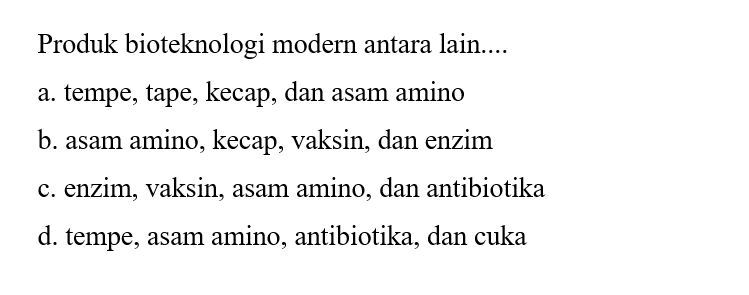 Produk bioteknologi modern antara lain....
a. tempe, tape, kecap, dan asam amino
b. asam amino, kecap, vaksin, dan enzim
c. enzim, vaksin, asam amino, dan antibiotika
d. tempe, asam amino, antibiotika, dan cuka